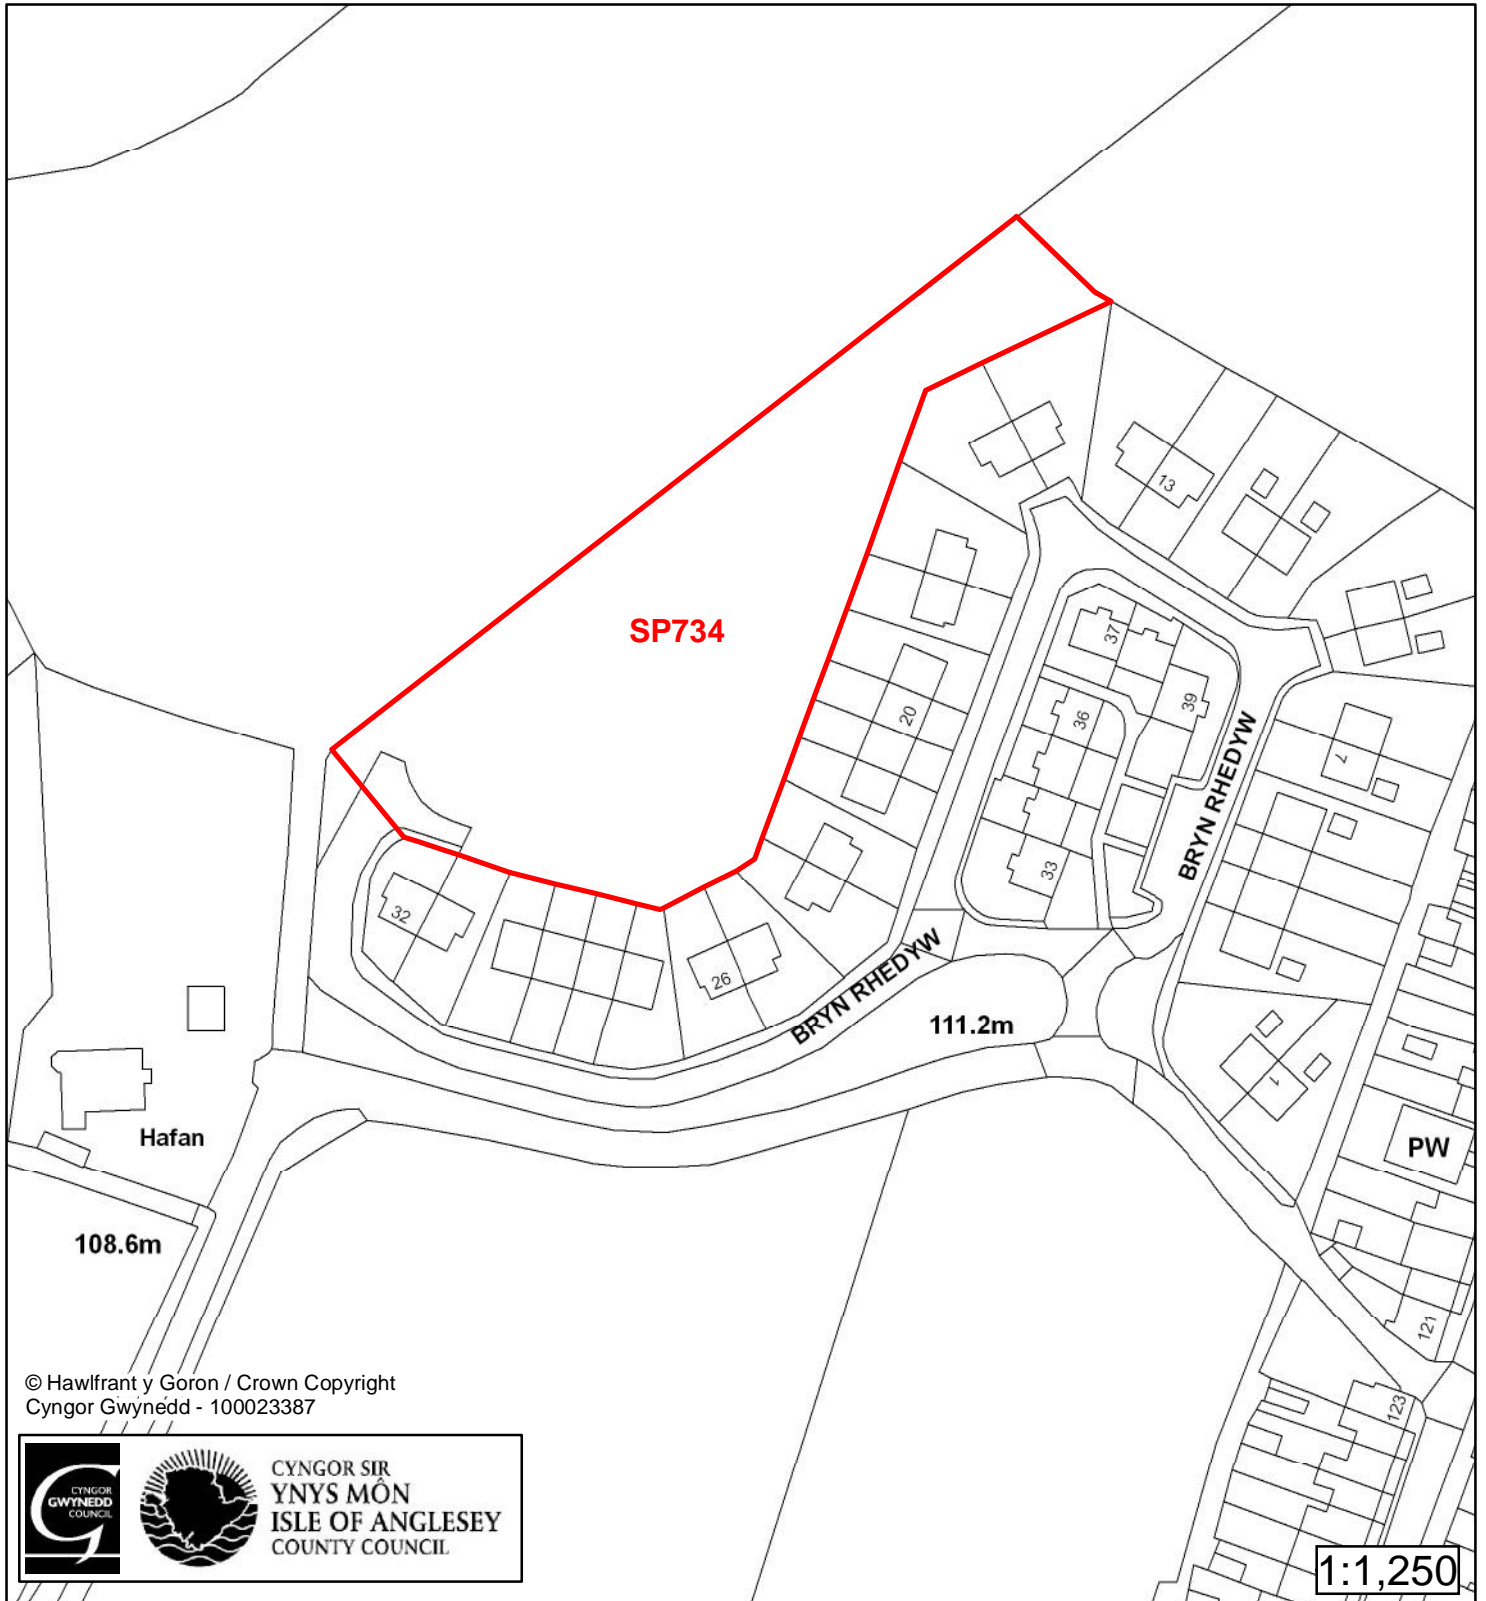 13
SP734
37
39
20
36
BRYN RHEDYW
7
33
32
26
BRYN RHEDYW
111.2m
1
Hafan
PW
108.6m
121
© Hawlfraint y Goron / Crown Copyright
Cyngor Gwynedd - 100023387
123
CYNGOR
GWYNEDD
COUNCIL
CYNGOR SIR
YNYS MÔN
ISLE OF ANGLESEY
COUNTY COUNCIL
1:1,250